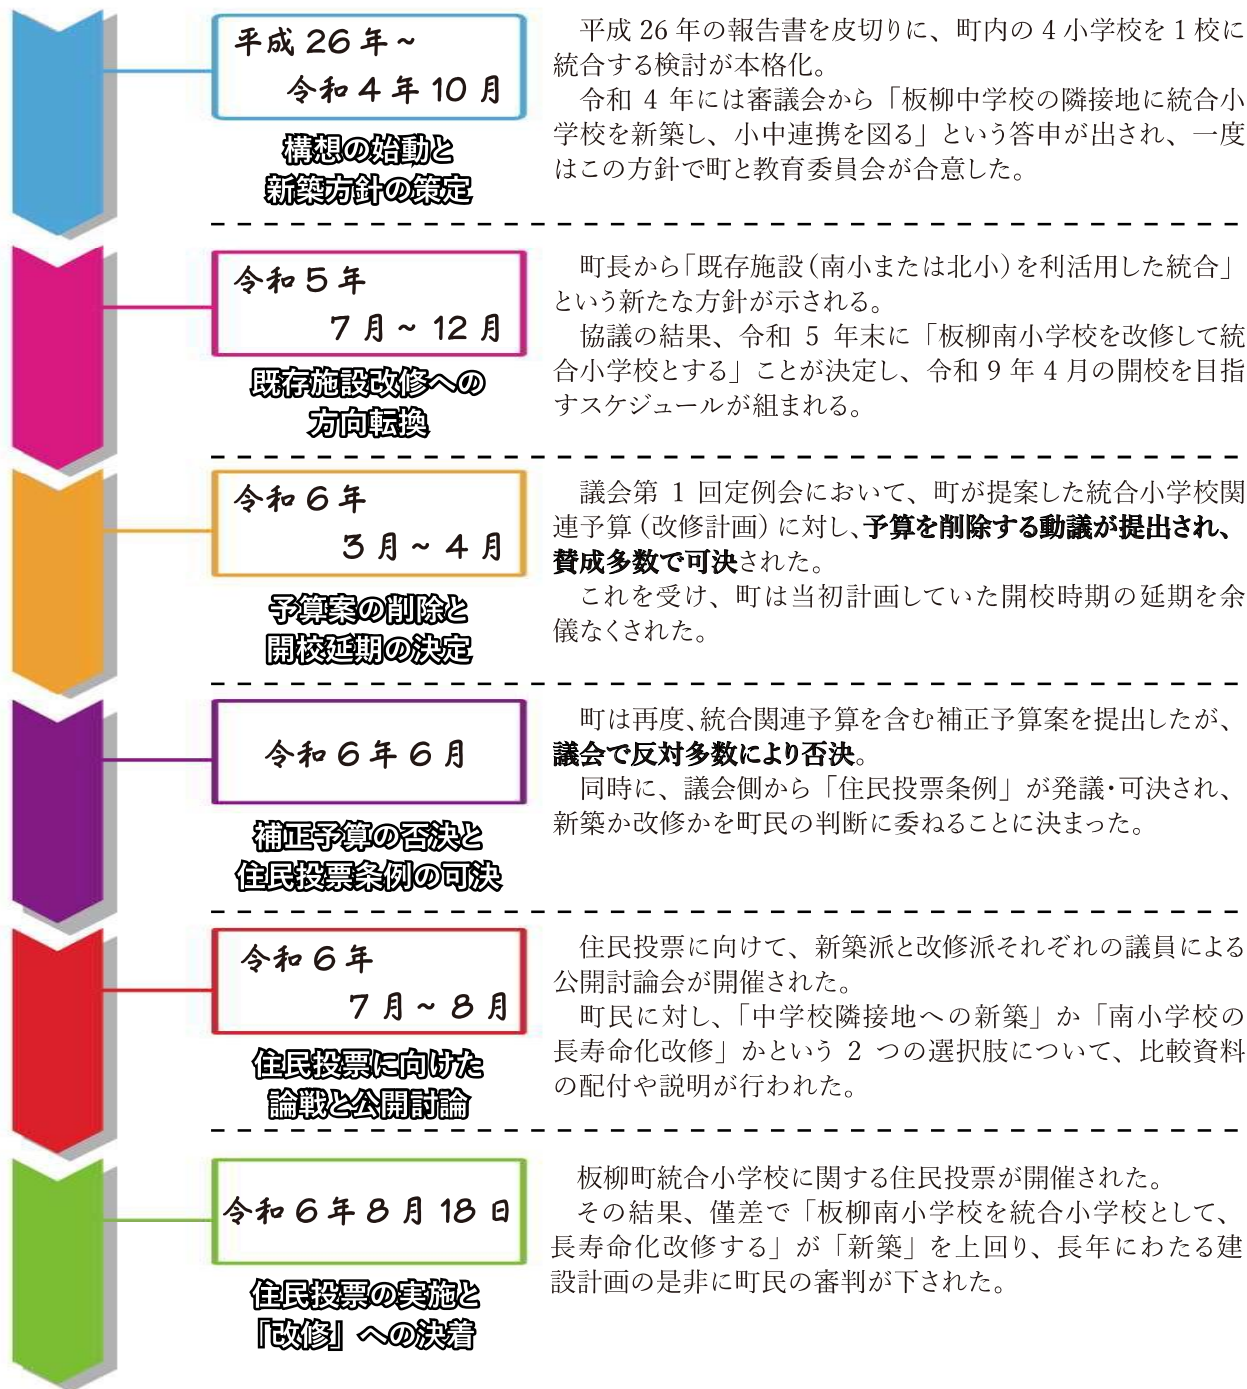 平成26年~
令和4年10月
構想の始動と
新築方針の策定
平成 26 年の報告書を皮切りに、町内の 4 小学校を 1 校に
統合する検討が本格化。
令和 4 年には審議会から「板柳中学校の隣接地に統合小
学校を新築し、小中連携を図る」という答申が出され、一度
はこの方針で町と教育委員会が合意した。
令和5年
7月~12月
既存施設改修への
方向転換
町長から「既存施設(南小または北小)を利活用した統合」
という新たな方針が示される。
協議の結果、令和 5 年末に「板柳南小学校を改修して統
合小学校とする」ことが決定し、令和 9 年 4 月の開校を目指
すスケジュールが組まれる。
令和6年
3月~4月
予算案の削除と
開校延期の決定
議会第 1 回定例会において、町が提案した統合小学校関
連予算(改修計画)に対し、予算を削除する動議が提出され、
賛成多数で可決された。
これを受け、町は当初計画していた開校時期の延期を余
儀なくされた。
令和6年6月
補正予算の否決と
住民投票条例の可決
町は再度、統合関連予算を含む補正予算案を提出したが、
議会で反対多数により否決。
同時に、議会側から「住民投票条例」が発議・可決され、
新築か改修かを町民の判断に委ねることに決まった。
令和6年
7月~8月
住民投票に向けた
論戦と公開討論
住民投票に向けて、新築派と改修派それぞれの議員による
公開討論会が開催された。
町民に対し、「中学校隣接地への新築」か「南小学校の
長寿命化改修」かという 2 つの選択肢について、比較資料
の配付や説明が行われた。
令和6年8月18日
住民投票の実施と
「改修」への決着
板柳町統合小学校に関する住民投票が開催された。
その結果、僅差で「板柳南小学校を統合小学校として、
長寿命化改修する」が「新築」を上回り、長年にわたる建
設計画の是非に町民の審判が下された。